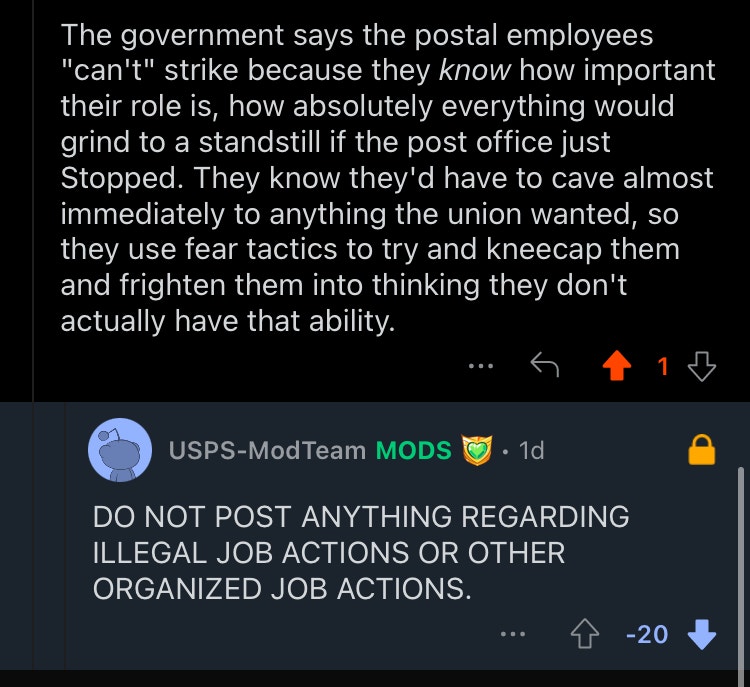 The government says the postal employees
"can't" strike because they know how important
their role is, how absolutely everything would
grind to a standstill if the post office just
Stopped. They know they'd have to cave almost
immediately to anything the union wanted, so
they use fear tactics to try and kneecap them
and frighten them into thinking they don't
actually have that ability.
... 1
USPS-ModTeam MODS · 1d
DO NOT POST ANYTHING REGARDING
ILLEGAL JOB ACTIONS OR OTHER
ORGANIZED JOB ACTIONS.
... -20